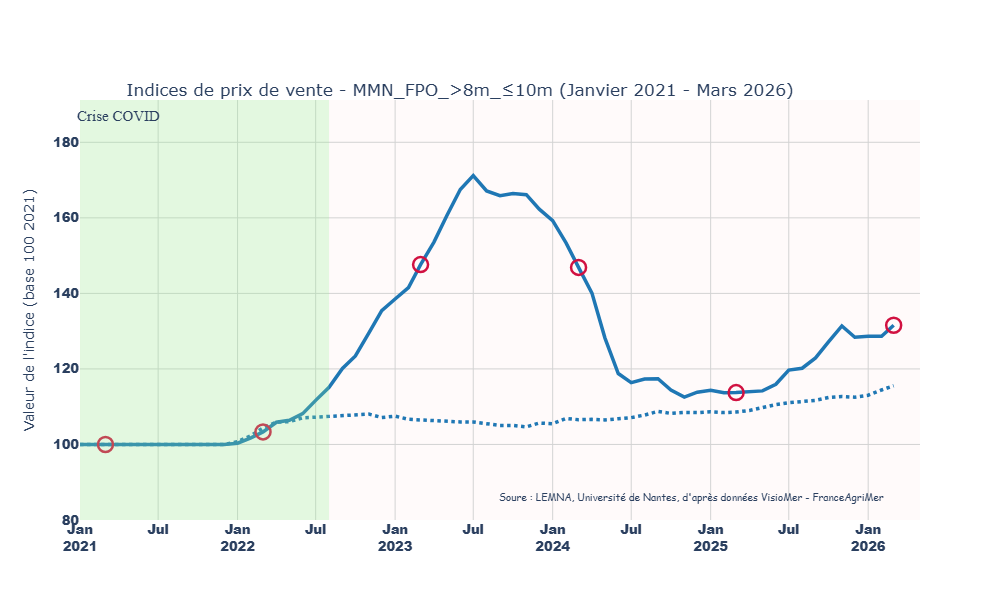 Indices de prix de vente - MMN_FPO_>8m_≤10m (Janvier 2021 - Mars 2026)
Crise COVID
Valeur de l'indice (base 100 2021)
180
160
140
120
100
80
Soure : LEMNA, Université de Nantes, d'après données VisioMer - FranceAgriMer
Jan Jul Jan Jul Jan Jul Jan Jul Jan Jul Jan
2021 2022 2023 2024 2025 2026